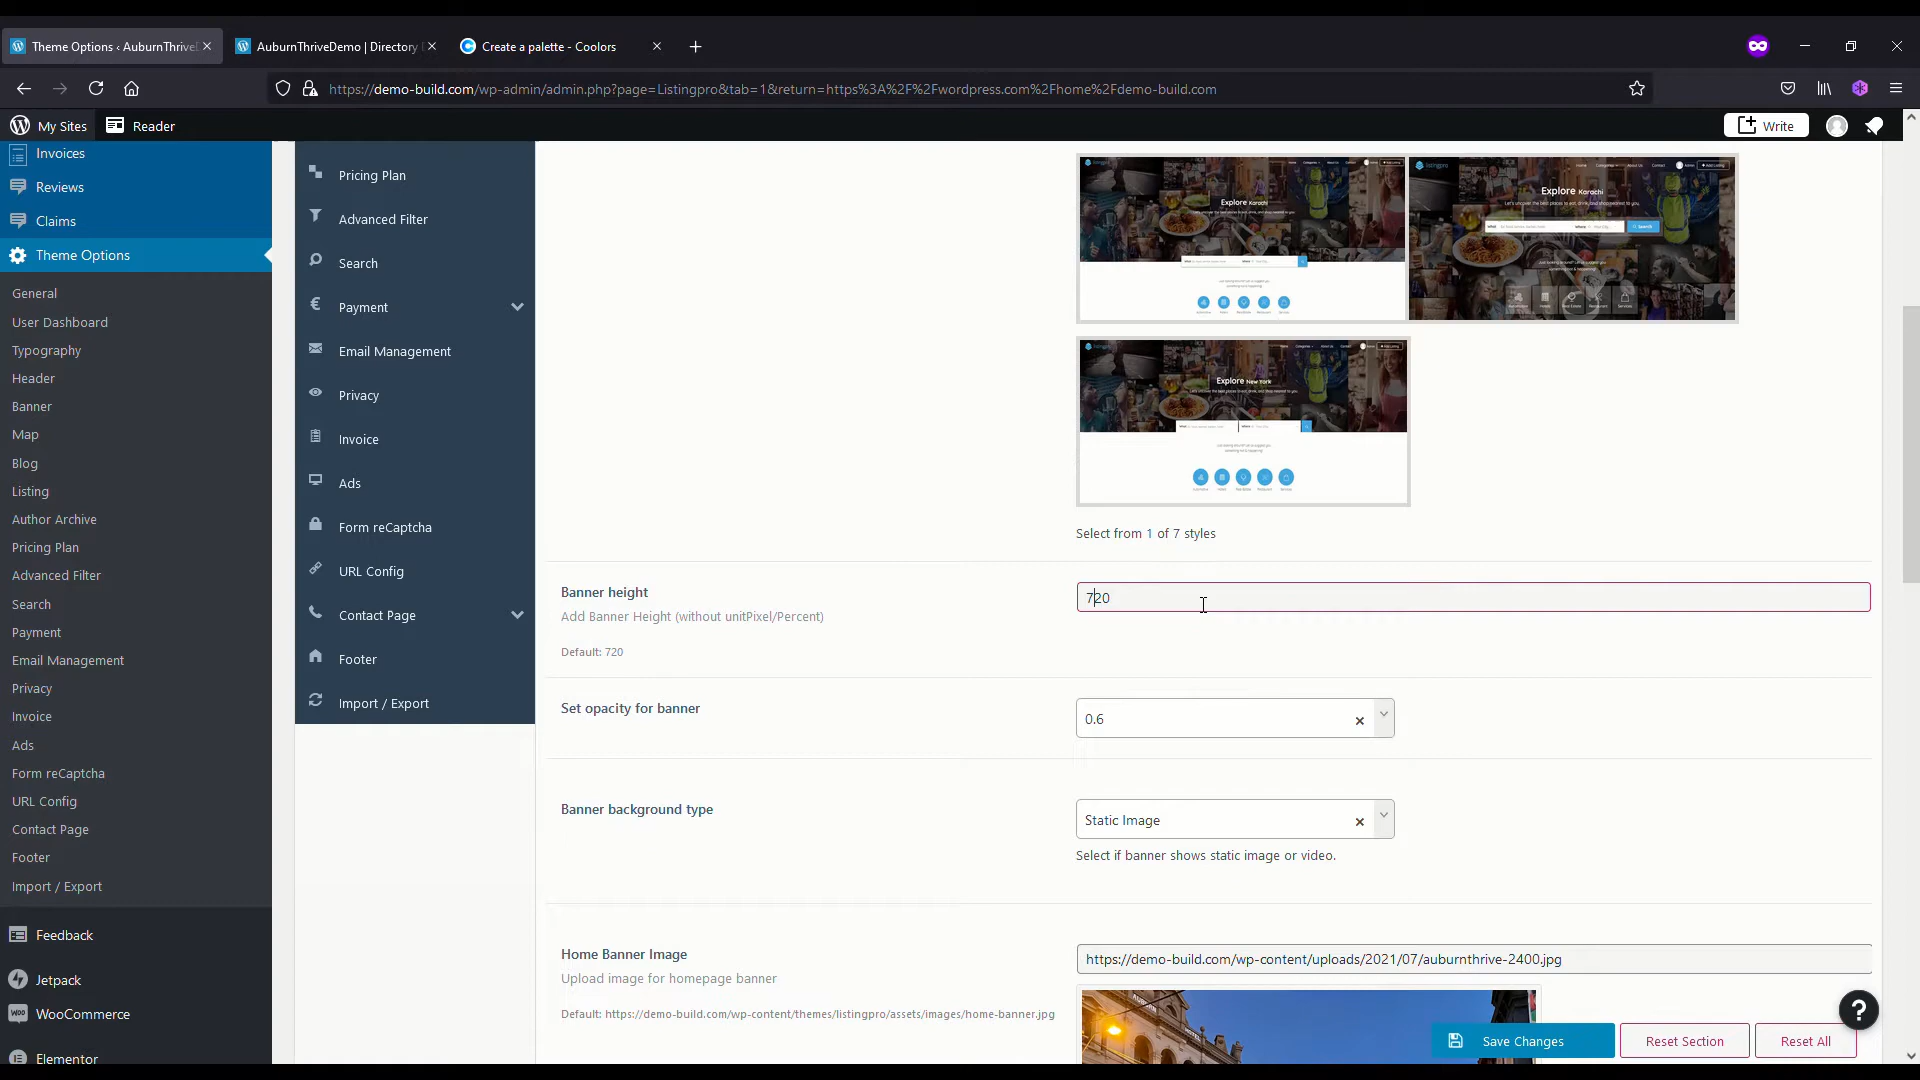 Theme Options ‹ AuburnThrive
AuburnThriveDemo | Directory
Create a palette - Coolors
https://demo-build.com/wp-admin/admin.php?page=Listingpro&tab=1&return=https%3A%2F%2Fwordpress.com%2Fhome%2Fdemo-build.com
My Sites
Reader
Write
Invoices
Reviews
Claims
Theme Options
General
User Dashboard
Typography
Header
Banner
Map
Blog
Listing
Author Archive
Pricing Plan
Advanced Filter
Search
Payment
Email Management
Privacy
Invoice
Ads
Form reCaptcha
URL Config
Contact Page
Footer
Import / Export
Feedback
Jetpack
WooCommerce
Elementor
Pricing Plan
Advanced Filter
Search
Payment
Email Management
Privacy
Invoice
Ads
Form reCaptcha
URL Config
Contact Page
Footer
Import / Export
Explore Karachi
Explore Karachi
Explore New York
Select from 1 of 7 styles
Banner height
Add Banner Height (without unitPixel/Percent)
Default: 720
720
Set opacity for banner
0.6
Banner background type
Static Image
Select if banner shows static image or video.
Home Banner Image
Upload image for homepage banner
Default: https://demo-build.com/wp-content/themes/listingpro/assets/images/home-banner.jpg
https://demo-build.com/wp-content/uploads/2021/07/auburnthrive-2400.jpg
Save Changes
Reset Section
Reset All